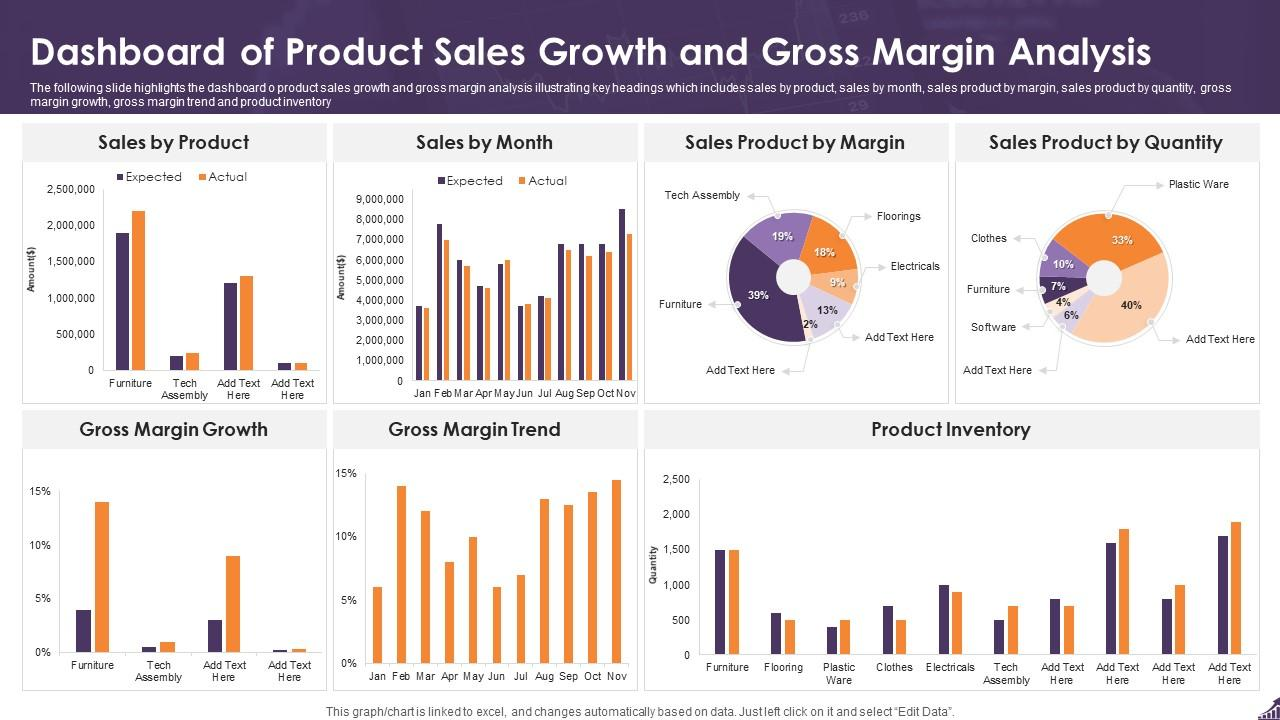 Dashboard of Product Sales Growth and Gross Margin Analysis
The following slide highlights the dashboard o product sales growth and gross margin analysis illustrating key headings which includes sales by product, sales by month, sales product by margin, sales product by quantity, gross
margin growth, gross margin trend and product inventory
236
29
Sales by Product
Expected Actual
2,500,000
2,000,000
1,500,000
1,000,000
500,000
0
Amount($)
Furniture Tech Add Text Add Text
Assembly Here Here
Sales by Month
Expected Actual
9,000,000
8,000,000
7,000,000
6,000,000
5,000,000
4,000,000
3,000,000
2,000,000
1,000,000
0
Amount($)
Jan Feb Mar Apr May Jun Jul Aug Sep Oct Nov
Sales Product by Margin
Tech Assembly
Floorings
Electricals
Furniture
Add Text Here
Add Text Here
19%
18%
9%
39%
13%
2%
Sales Product by Quantity
Plastic Ware
Clothes
Furniture
Software
Add Text Here
Add Text Here
33%
10%
7%
4%
6%
40%
Gross Margin Growth
15%
10%
5%
0%
Furniture Tech Add Text Add Text
Assembly Here Here
Gross Margin Trend
15%
10%
5%
0%
Jan Feb Mar Apr May Jun Jul Aug Sep Oct Nov
Product Inventory
2,500
2,000
1,500
1,000
500
0
Quantity
Furniture Flooring Plastic Clothes Electricals Tech Add Text Add Text Add Text Add Text
Ware Assembly Here Here Here Here
This graph/chart is linked to excel, and changes automatically based on data. Just left click on it and select “Edit Data”.